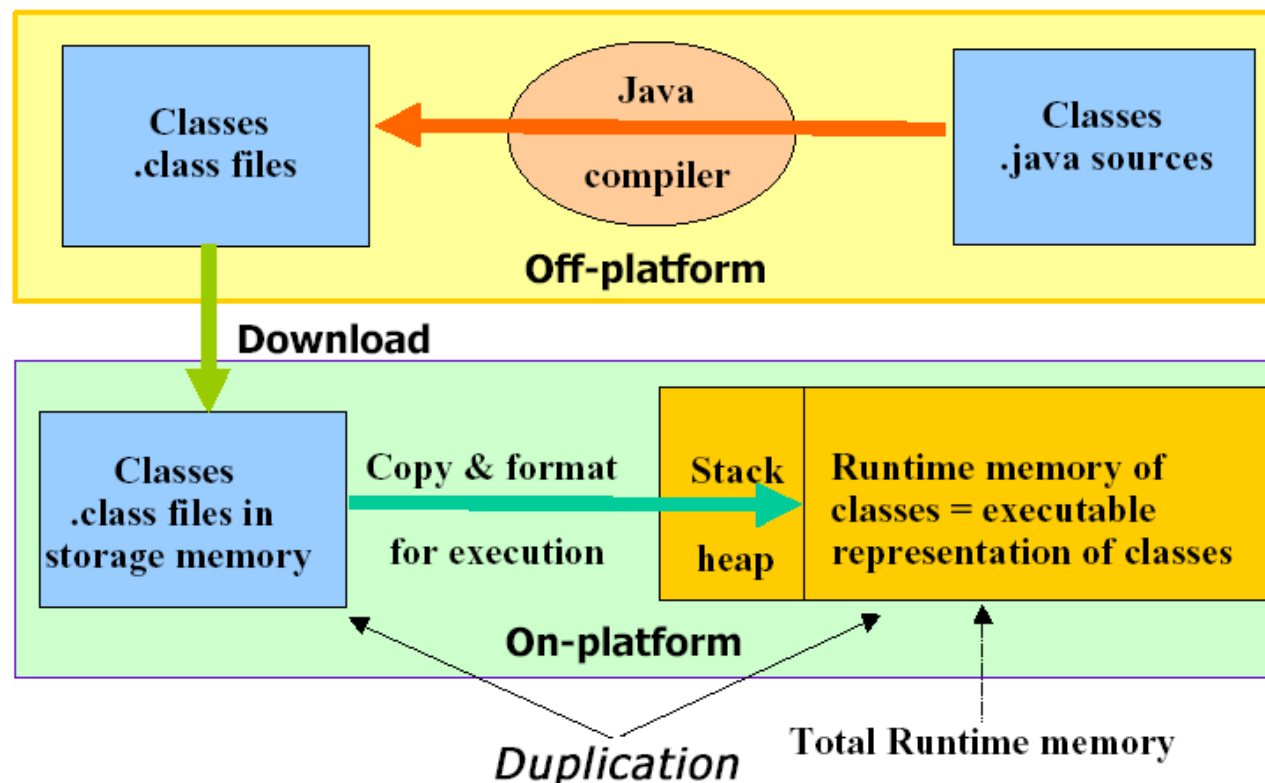 Classes
.class files
Java
compiler
Classes
.java sources
Off-platform
Download
Classes
.class files in
storage memory
Copy & format
for execution
Stack
heap
Runtime memory of
classes = executable
representation of classes
On-platform
Duplication
Total Runtime memory